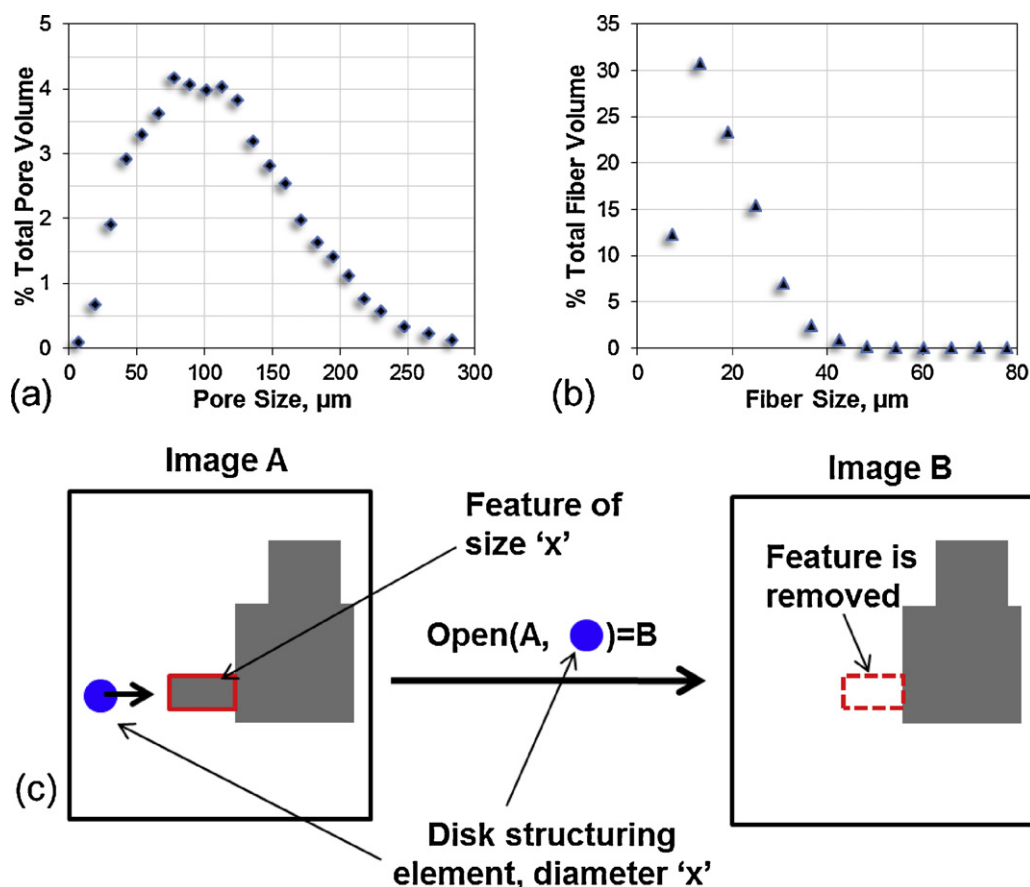 5
4
3
2
1
0
% Total Pore Volume
0 50 100 150 200 250 300
Pore Size, µm
(a)
35
30
25
20
15
10
5
0
% Total Fiber Volume
0 20 40 60 80
Fiber Size, µm
(b)
Image A
Image B
Feature of
size ‘x’
Feature is
removed
Open(A, )=B
(c)
Disk structuring
element, diameter ‘x’